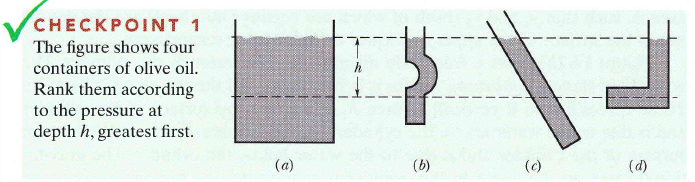 CHECKPOINT 1
The figure shows four
containers of olive oil.
Rank them according
to the pressure at
depth h, greatest first.
h
(a)
(b)
(c)
(d)